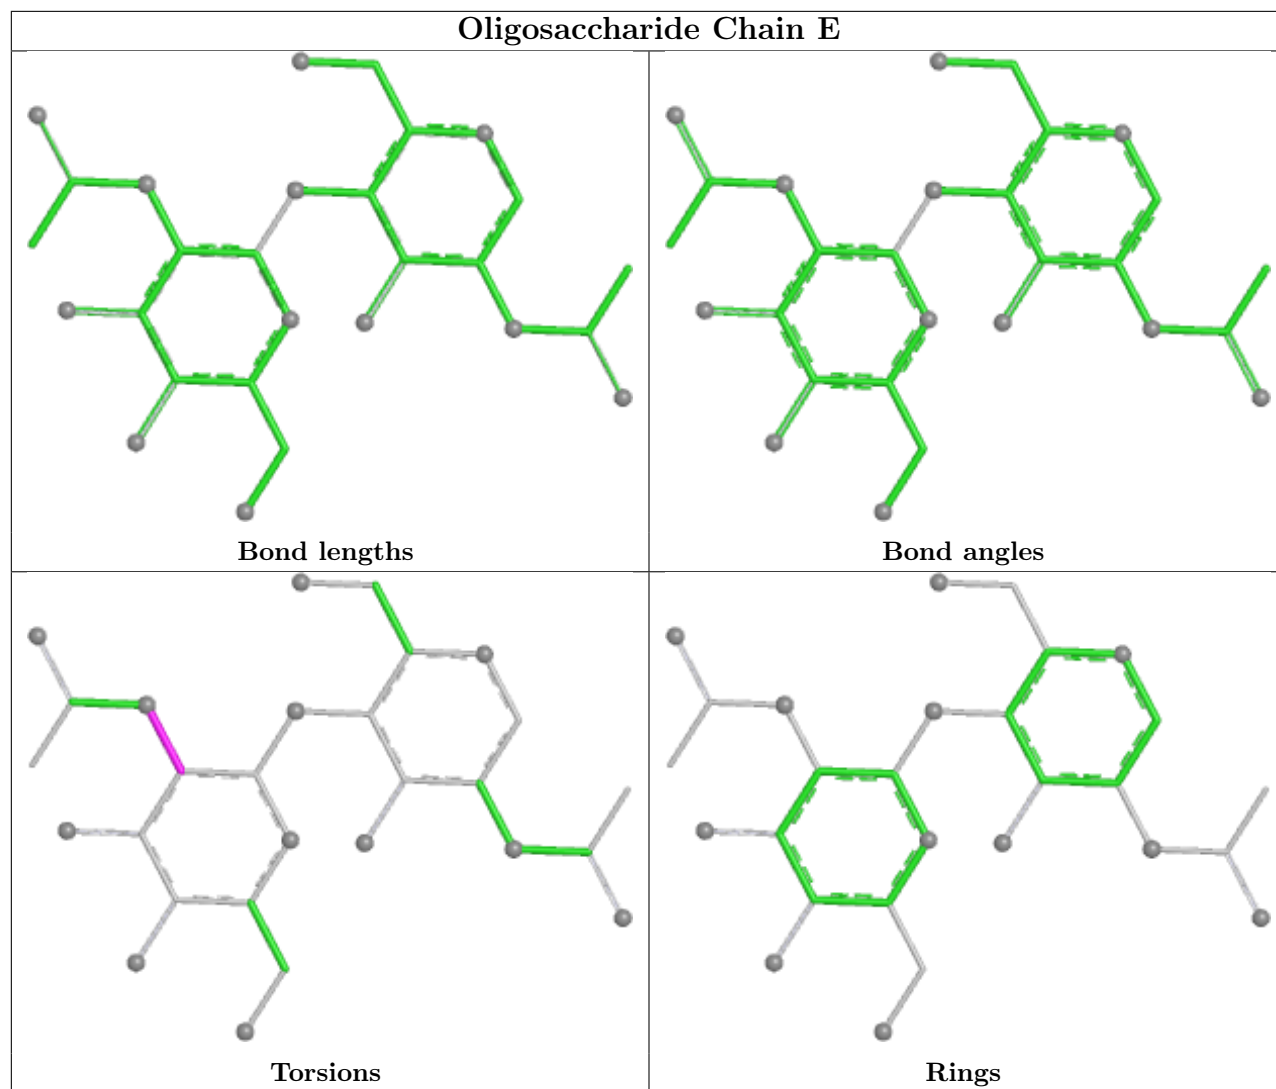 Oligosaccharide Chain E
Bond lengths
Bond angles
Torsions
Rings